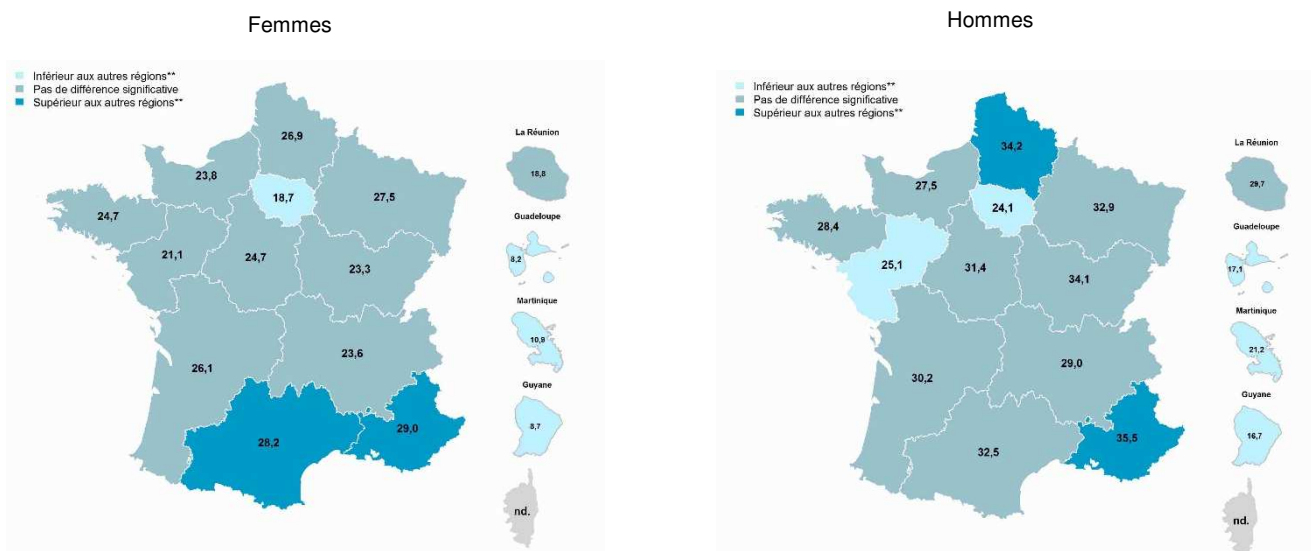 Femmes
Inférieur aux autres régions**
Pas de différence significative
Supérieur aux autres régions**
26,9
23,8
18,7
27,5
24,7
21,1
24,7
23,3
26,1
23,6
28,2
29,0
La Réunion
18,8
Guadeloupe
8,2
Martinique
10,9
Guyane
8,7
nd.
Hommes
Inférieur aux autres régions**
Pas de différence significative
Supérieur aux autres régions**
34,2
27,5
24,1
32,9
28,4
25,1
31,4
34,1
30,2
29,0
32,5
35,5
La Réunion
29,7
Guadeloupe
17,1
Martinique
21,2
Guyane
16,7
nd.